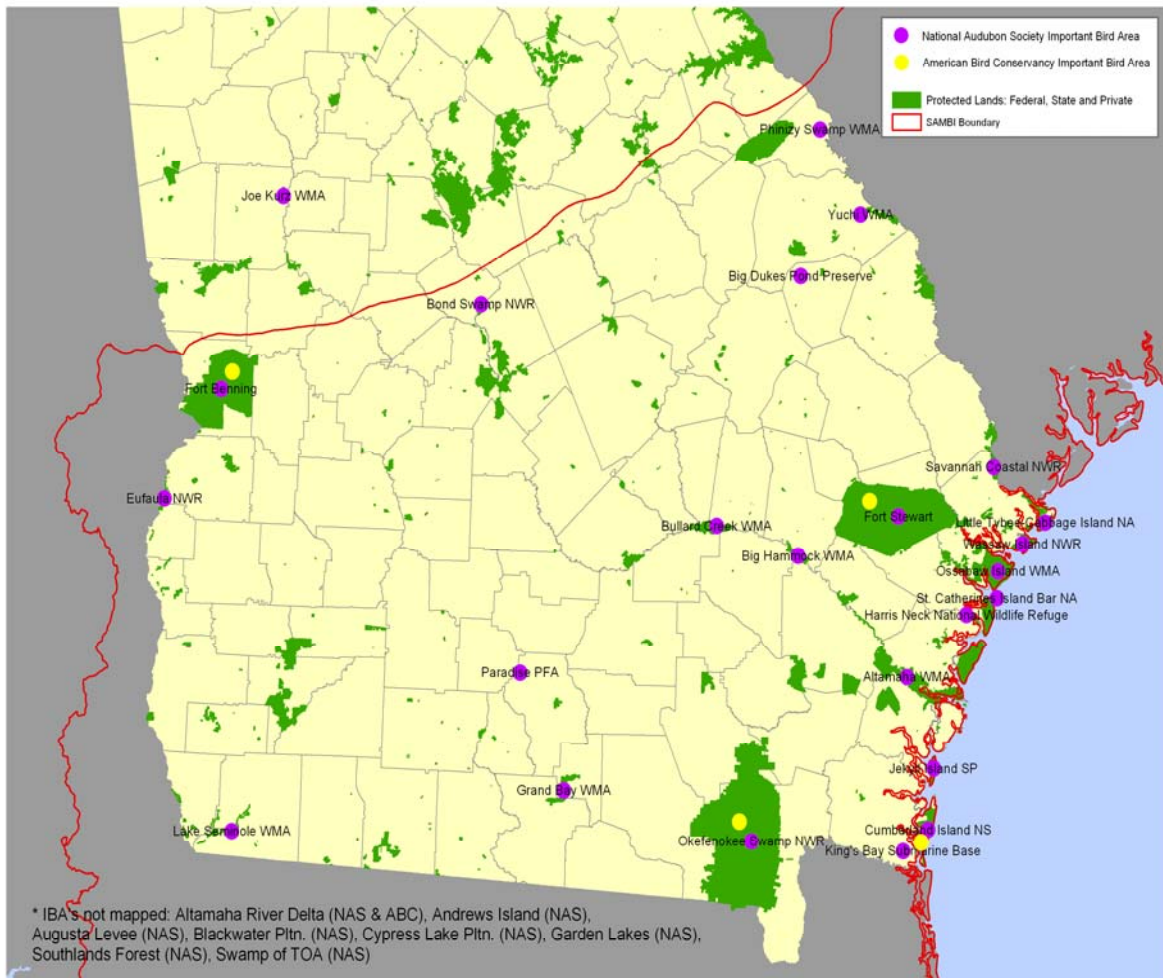 National Audubon Society Important Bird Area
American Bird Conservancy Important Bird Area
Protected Lands: Federal, State and Private
SAMBI Boundary
Phinizy Swamp WMA
Joe Kurz WMA
Yuchi WMA
Big Dukes Pond Preserve
Bond Swamp NWR
Fort Benning
Savannah Coastal NWR
Eufaula NWR
Fort Stewart
Little Tybee-Cabbage Island NA
Bullard Creek WMA
Wassaw Island NWR
Big Hammock WMA
Ossabaw Island WMA
St. Catherines Island Bar NA
Harris Neck National Wildlife Refuge
Paradise PFA
Altamaha WMA
Jekyll Island SP
Grand Bay WMA
Lake Seminole WMA
Cumberland Island NS
Okefenokee Swamp NWR
King's Bay Submarine Base
* IBA's not mapped: Altamaha River Delta (NAS & ABC), Andrews Island (NAS),
Augusta Levee (NAS), Blackwater Pltn. (NAS), Cypress Lake Pltn. (NAS), Garden Lakes (NAS),
Southlands Forest (NAS), Swamp of TOA (NAS)